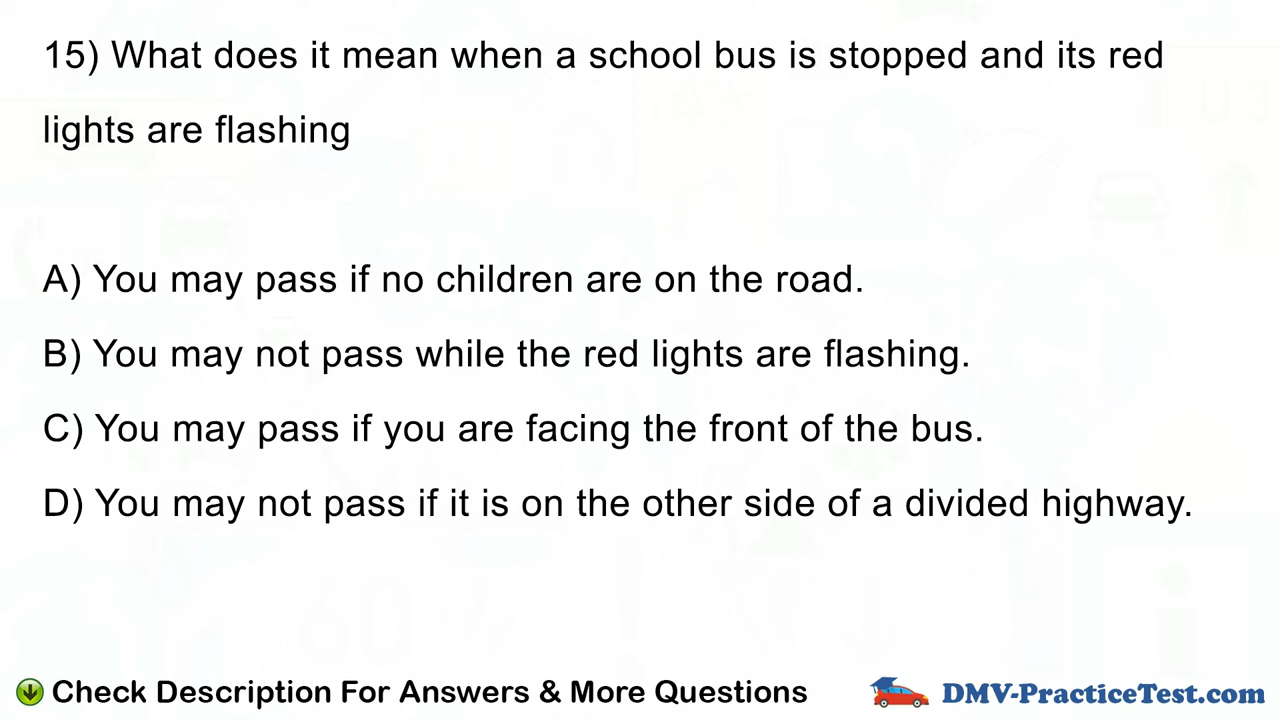 15) What does it mean when a school bus is stopped and its red
lights are flashing
A) You may pass if no children are on the road.
B) You may not pass while the red lights are flashing.
C) You may pass if you are facing the front of the bus.
D) You may not pass if it is on the other side of a divided highway.
Check Description For Answers & More Questions
DMV-PracticeTest.com